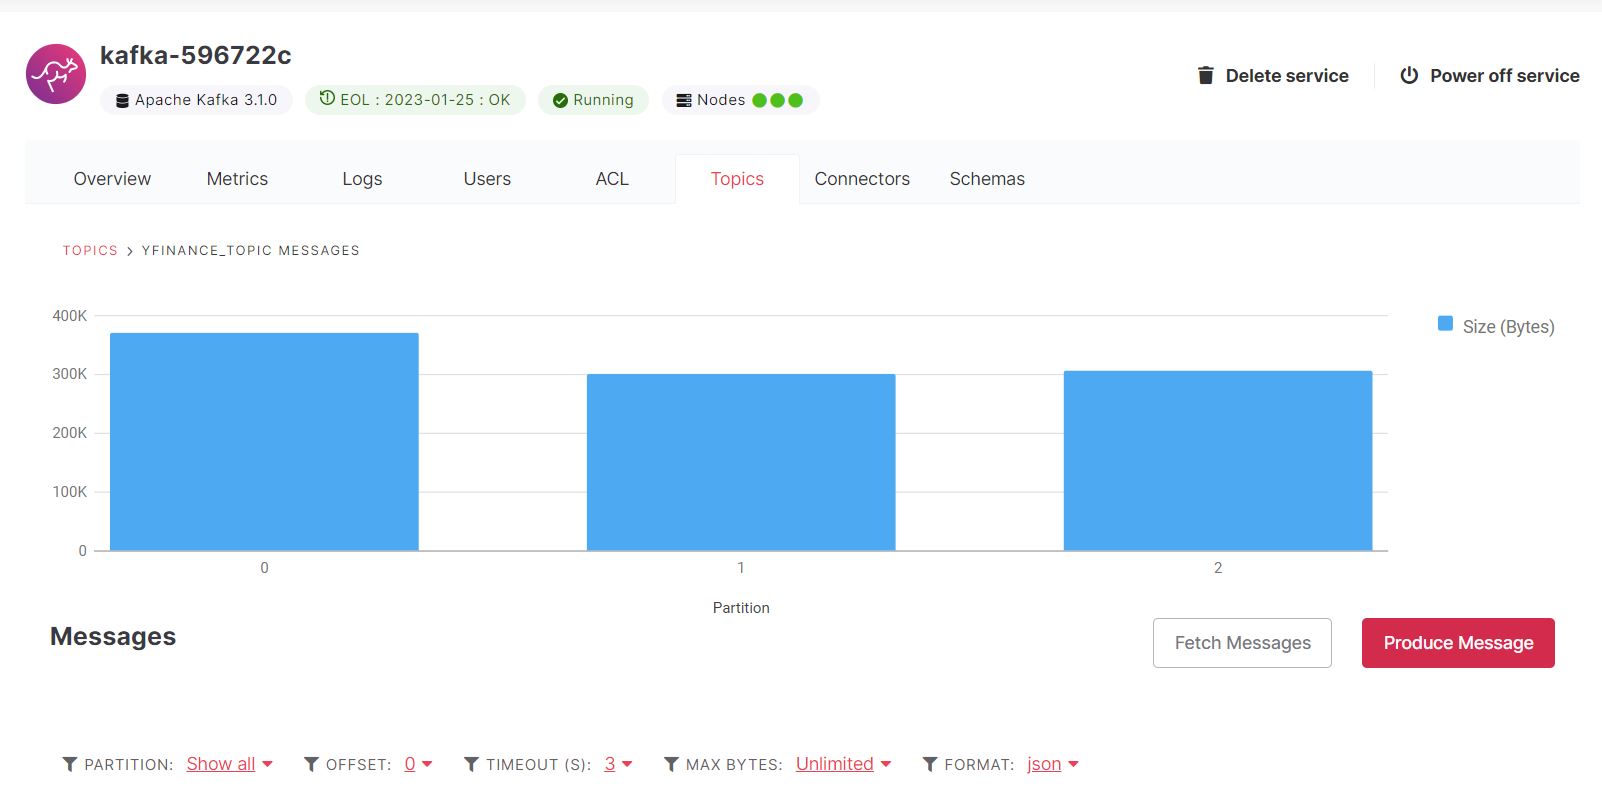 kafka-596722c
Delete service
Power off service
Apache Kafka 3.1.0
EOL : 2023-01-25 : OK
Running
Nodes
Overview
Metrics
Logs
Users
ACL
Topics
Connectors
Schemas
TOPICS > YFINANCE_TOPIC MESSAGES
400K
300K
200K
100K
0
0
1
2
Partition
Size (Bytes)
Messages
Fetch Messages
Produce Message
PARTITION: Show all
OFFSET: 0
TIMEOUT (S): 3
MAX BYTES: Unlimited
FORMAT: json